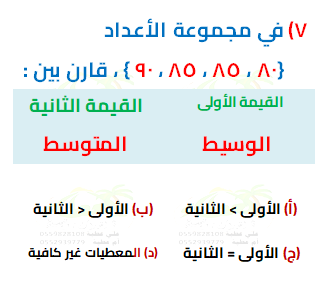 ٧) في مجموعة الأعداد
{٨٠ ، ٨٥ ، ٨٥ ، ٩٠ } ، قارن بين :
القيمة الأولى
القيمة الثانية
الوسيط
المتوسط
(أ) الأولى > الثانية
(ب) الأولى < الثانية
(ج) الأولى = الثانية
(د) المعطيات غير كافية